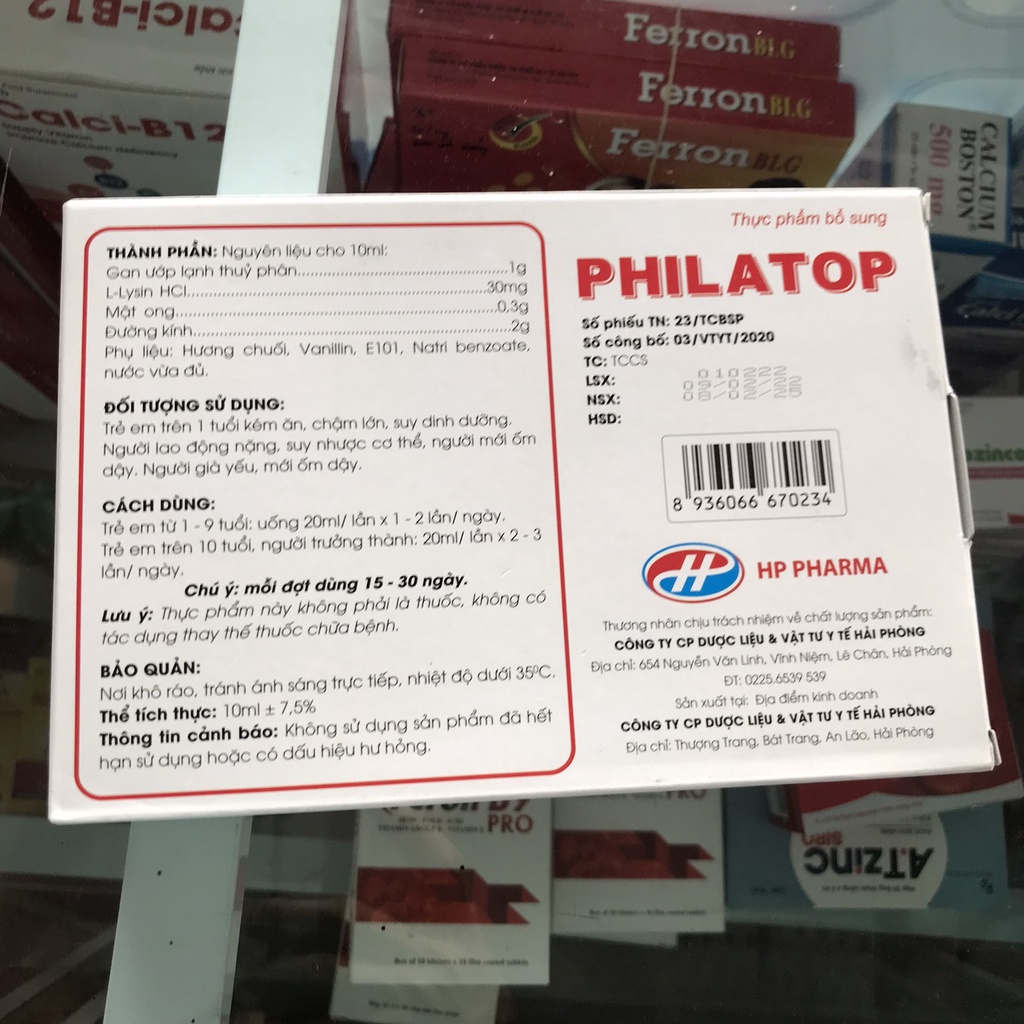 Calci-B12
Calci-B12
Ferron BLG
Ferron BLG
Ferron BLG
CALCIUM
BOSTON
500 mg
THÀNH PHẦN: Nguyên liệu cho 10ml:
Gan ướp lạnh thuỷ phân...1g
L-Lysin HCl...30mg
Mật ong...0,3g
Đường kính...2g
Phụ liệu: Hương chuối, Vanillin, E101, Natri benzoate,
nước vừa đủ.
ĐỐI TƯỢNG SỬ DỤNG:
Trẻ em trên 1 tuổi kém ăn, chậm lớn, suy dinh dưỡng.
Người lao động nặng, suy nhược cơ thể, người mới ốm
dậy. Người già yếu, mới ốm dậy.
CÁCH DÙNG:
Trẻ em từ 1 - 9 tuổi: uống 20ml/ lần x 1 - 2 lần/ ngày.
Trẻ em trên 10 tuổi, người trưởng thành: 20ml/ lần x 2 - 3
lần/ ngày.
Chú ý: mỗi đợt dùng 15 - 30 ngày.
Lưu ý: Thực phẩm này không phải là thuốc, không có
tác dụng thay thế thuốc chữa bệnh.
BẢO QUẢN:
Nơi khô ráo, tránh ánh sáng trực tiếp, nhiệt độ dưới 35ºC.
Thể tích thực: 10ml ± 7,5%
Thông tin cảnh báo: Không sử dụng sản phẩm đã hết
hạn sử dụng hoặc có dấu hiệu hư hỏng.
Thực phẩm bổ sung
PHILATOP
Số phiếu TN: 23/TCBSP
Số công bố: 03/VTYT/2020
TC: TCCS
LSX: 010222
NSX:
HSD:
8 936066 670234
HP HP PHARMA
Thương nhân chịu trách nhiệm về chất lượng sản phẩm:
CÔNG TY CP DƯỢC LIỆU & VẬT TƯ Y TẾ HẢI PHÒNG
Địa chỉ: 654 Nguyễn Văn Linh, Vĩnh Niệm, Lê Chân, Hải Phòng
ĐT: 0225.6539 539
Sản xuất tại: Địa điểm kinh doanh
CÔNG TY CP DƯỢC LIỆU & VẬT TƯ Y TẾ HẢI PHÒNG
Địa chỉ: Thượng Trang, Bát Trang, An Lão, Hải Phòng
PRO
A.T zinc
SIRO